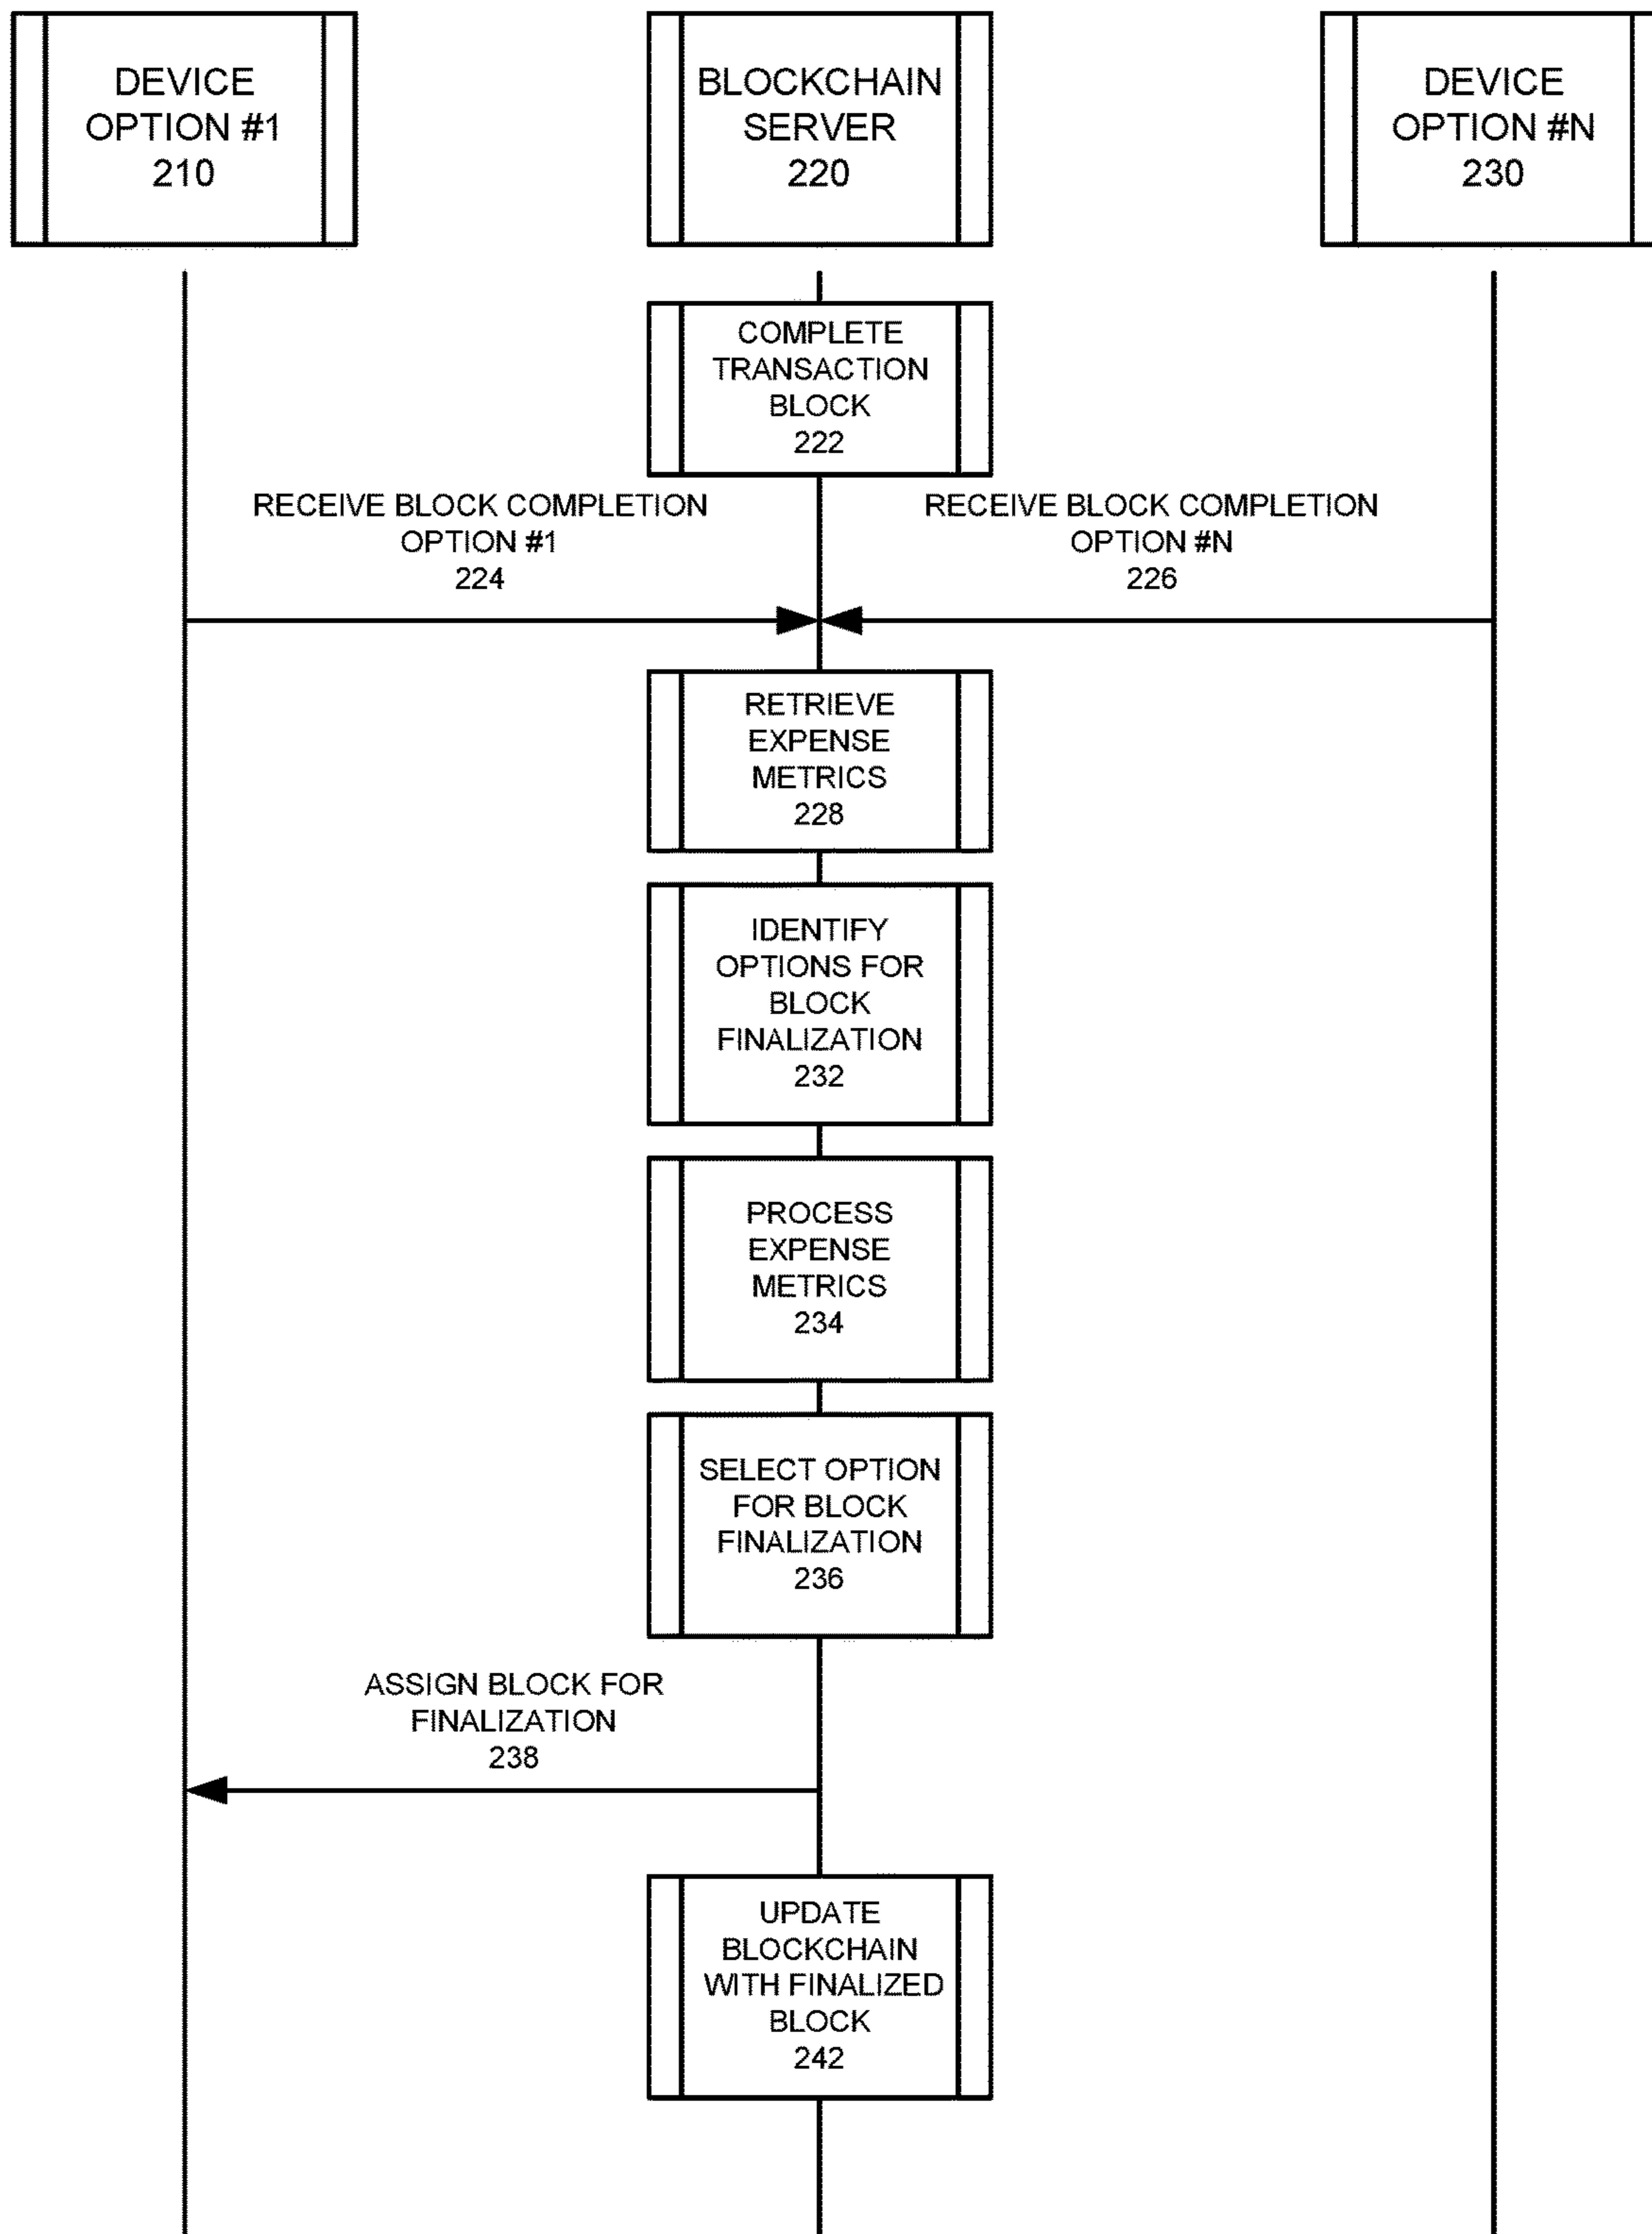 DEVICE
OPTION #1
210
BLOCKCHAIN
SERVER
220
DEVICE
OPTION #N
230
COMPLETE
TRANSACTION
BLOCK
222
RECEIVE BLOCK COMPLETION
OPTION #1
224
RECEIVE BLOCK COMPLETION
OPTION #N
226
RETRIEVE
EXPENSE
METRICS
228
IDENTIFY
OPTIONS FOR
BLOCK
FINALIZATION
232
PROCESS
EXPENSE
METRICS
234
SELECT OPTION
FOR BLOCK
FINALIZATION
236
ASSIGN BLOCK FOR
FINALIZATION
238
UPDATE
BLOCKCHAIN
WITH FINALIZED
BLOCK
242